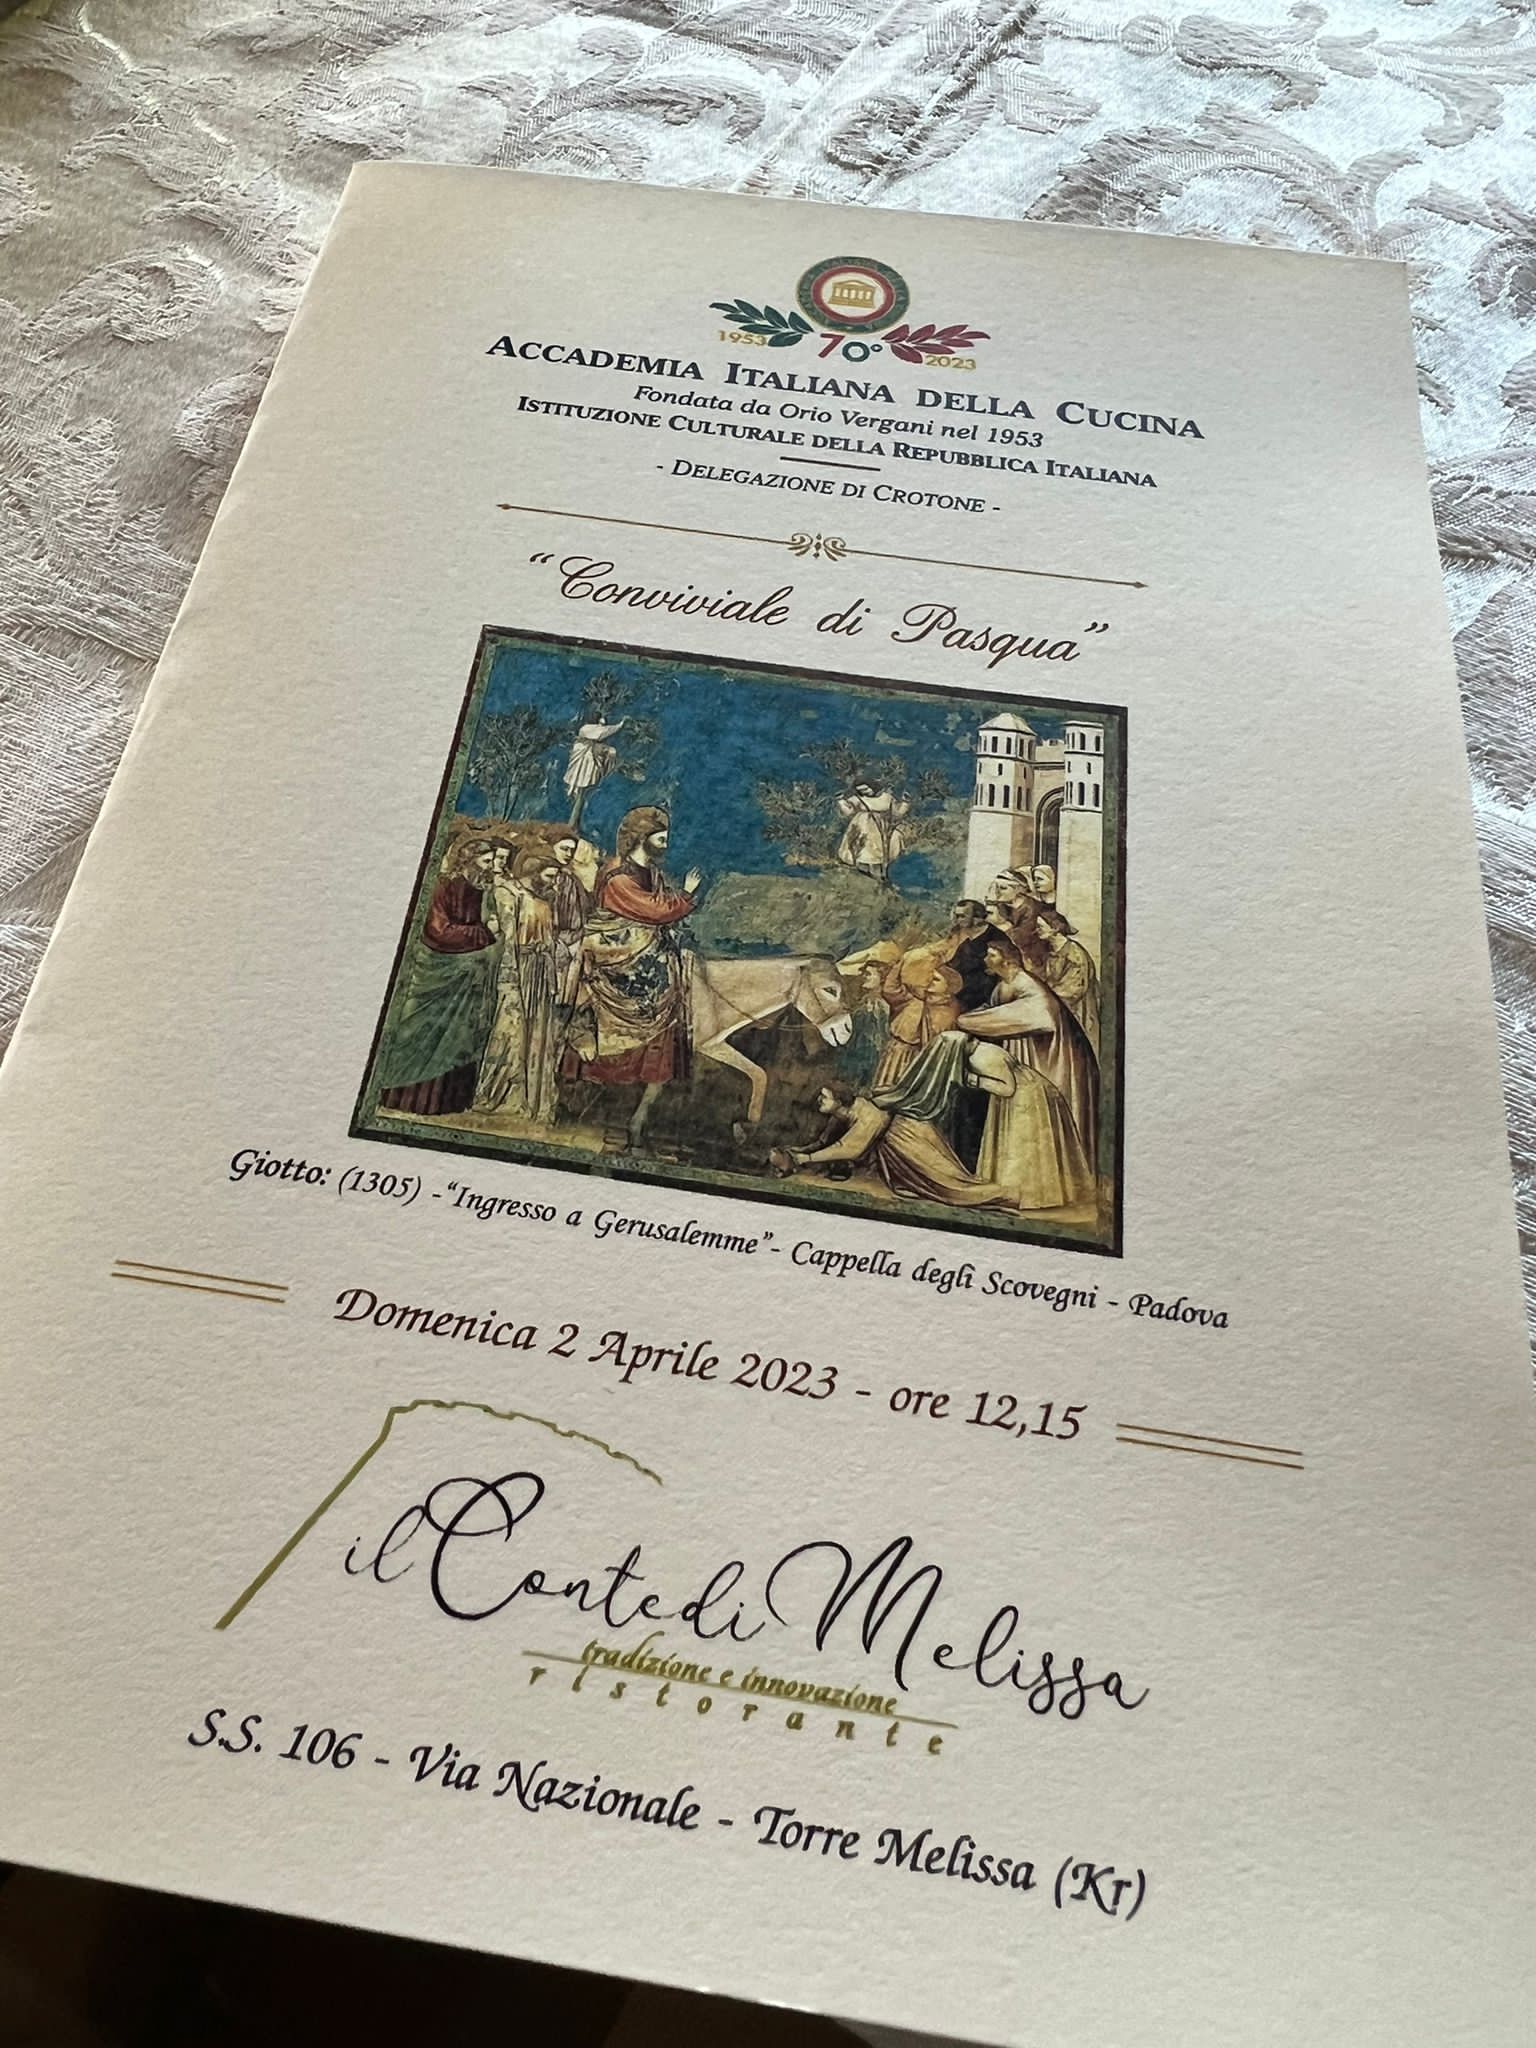 1953 70° 2023
ACCADEMIA ITALIANA DELLA CUCINA
Fondata da Orio Vergani nel 1953
ISTITUZIONE CULTURALE DELLA REPUBBLICA ITALIANA
- DELEGAZIONE DI CROTONE -
“Conviviale di Pasqua”
Giotto: (1305) -“Ingresso a Gerusalemme”- Cappella degli Scovegni - Padova
Domenica 2 Aprile 2023 - ore 12,15
il Conte di Melissa
tradizione e innovazione
ristorante
S.S. 106 - Via Nazionale - Torre Melissa (Kr)